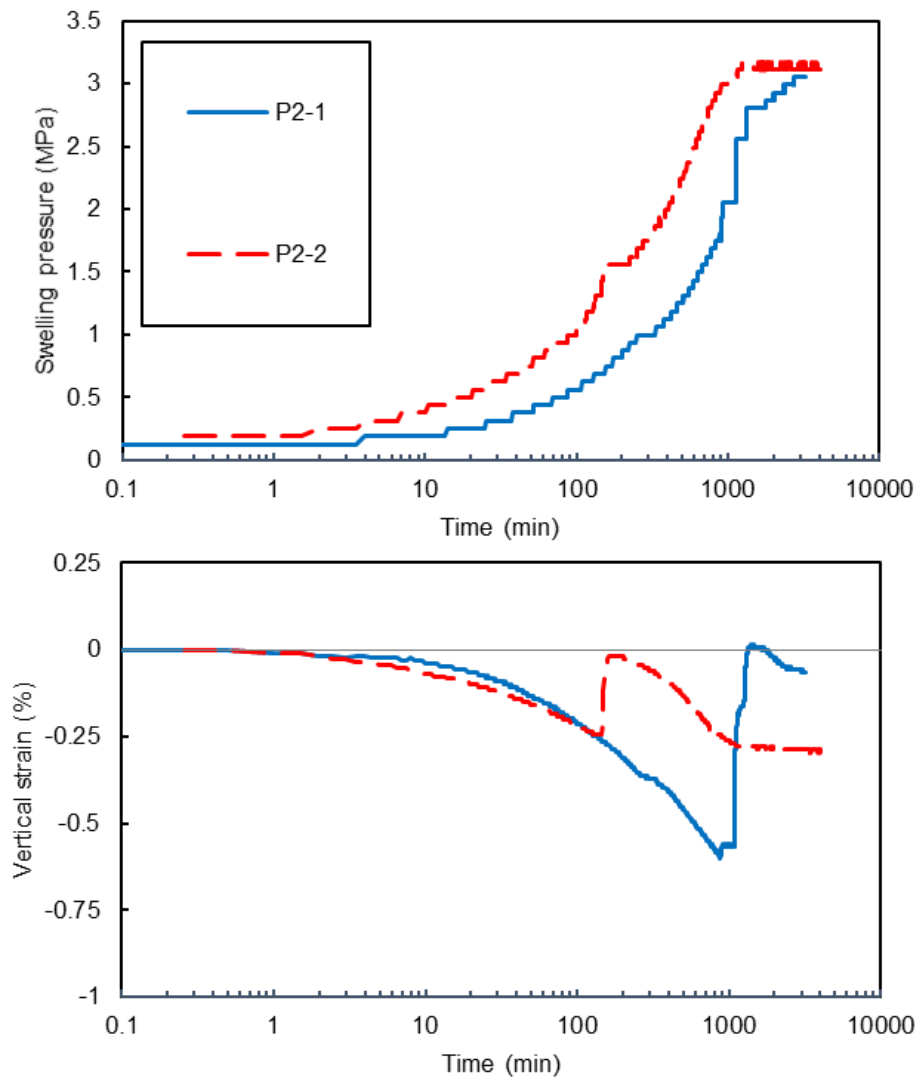 3.5
3
2.5
2
1.5
1
0.5
0
Swelling pressure (MPa)
P2-1
P2-2
0.1 1 10 100 1000 10000
Time (min)
0.25
0
-0.25
-0.5
-0.75
-1
Vertical strain (%)
0.1 1 10 100 1000 10000
Time (min)